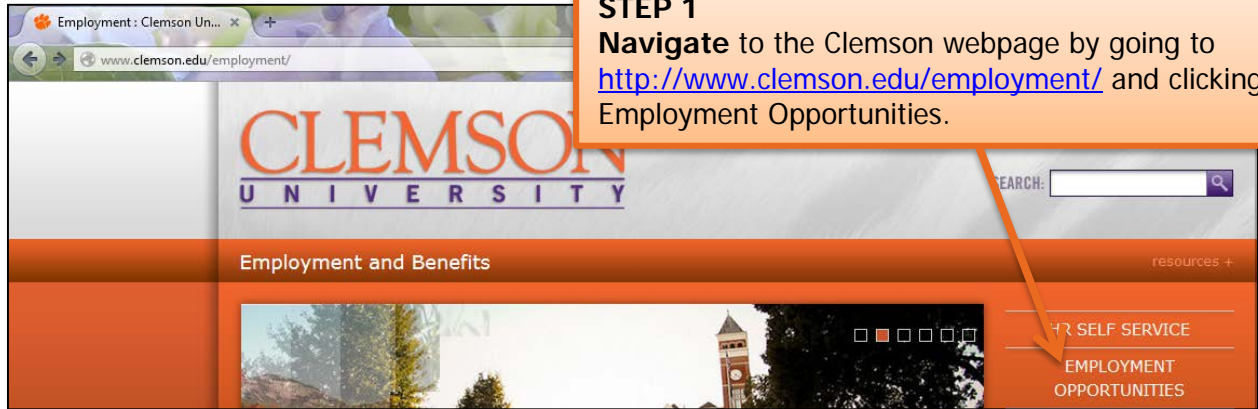 Employment : Clemson Un...
www.clemson.edu/employment/
STEP 1
Navigate to the Clemson webpage by going to
http://www.clemson.edu/employment/ and clicking
Employment Opportunities.
CLEMSON
UNIVERSITY
SEARCH:
Employment and Benefits
resources +
HR SELF SERVICE
EMPLOYMENT
OPPORTUNITIES